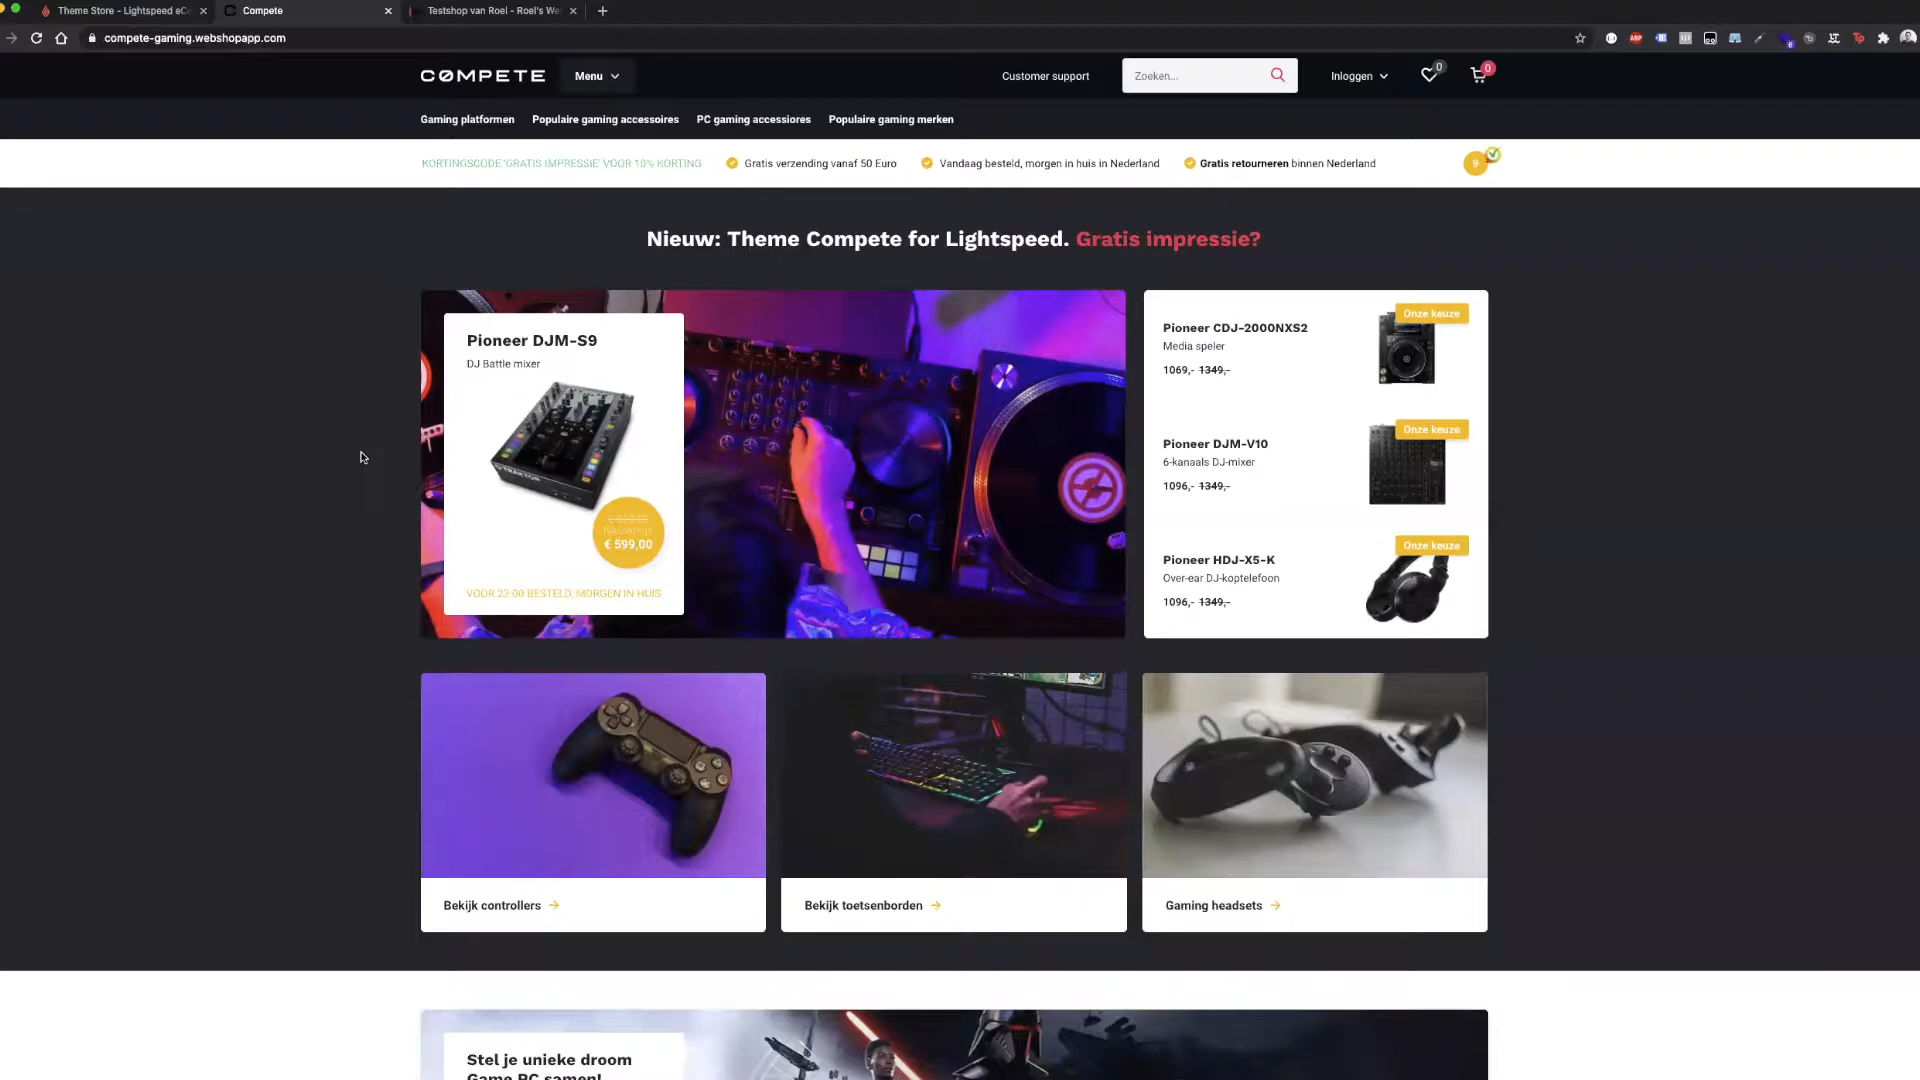 Theme Store - Lightspeed eC
Compete
Testshop van Roel - Roel's We
compete-gaming.webshopapp.com
CØMPETE
Menu
Customer support
Zoeken...
Inloggen
0
0
Gaming platformen
Populaire gaming accessoires
PC gaming accessiores
Populaire gaming merken
KORTINGSCODE 'GRATIS IMPRESSIE' VOOR 10% KORTING
Gratis verzending vanaf 50 Euro
Vandaag besteld, morgen in huis in Nederland
Gratis retourneren binnen Nederland
9
Nieuw: Theme Compete for Lightspeed. Gratis impressie?
Pioneer DJM-S9
DJ Battle mixer
€ 599,00
VOOR 23:00 BESTELD, MORGEN IN HUIS
Pioneer CDJ-2000NXS2
Media speler
1069,- 1349,-
Onze keuze
Pioneer DJM-V10
6-kanaals DJ-mixer
1096,- 1349,-
Onze keuze
Pioneer HDJ-X5-K
Over-ear DJ-koptelefoon
1096,- 1349,-
Onze keuze
Bekijk controllers
Bekijk toetsenborden
Gaming headsets
Stel je unieke droom
Game PC samen!